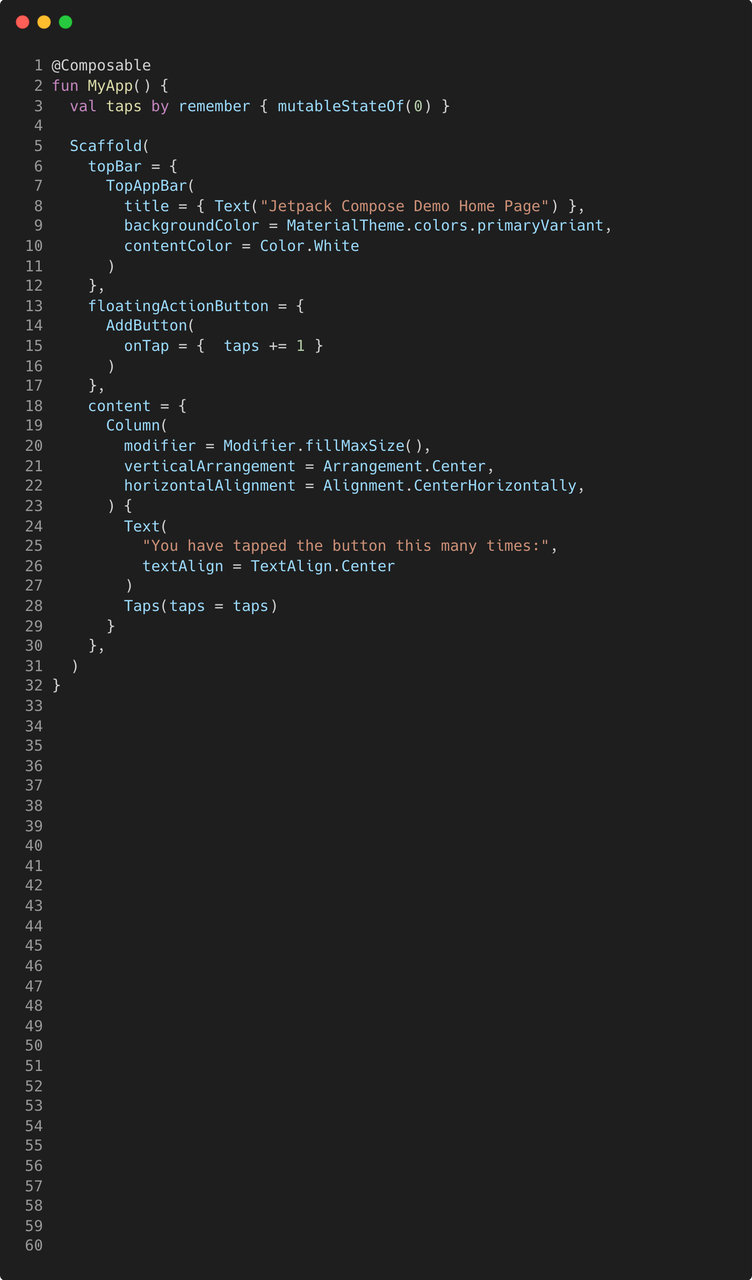 1 @Composable
2 fun MyApp() {
3   val taps by remember { mutableStateOf(0) }
4
5   Scaffold(
6     topBar = {
7       TopAppBar(
8         title = { Text("Jetpack Compose Demo Home Page") },
9         backgroundColor = MaterialTheme.colors.primaryVariant,
10         contentColor = Color.White
11       )
12     },
13     floatingActionButton = {
14       AddButton(
15         onTap = {  taps += 1 }
16       )
17     },
18     content = {
19       Column(
20         modifier = Modifier.fillMaxSize(),
21         verticalArrangement = Arrangement.Center,
22         horizontalAlignment = Alignment.CenterHorizontally,
23       ) {
24         Text(
25           "You have tapped the button this many times:",
26           textAlign = TextAlign.Center
27         )
28         Taps(taps = taps)
29       }
30     },
31   )
32 }
33
34
35
36
37
38
39
40
41
42
43
44
45
46
47
48
49
50
51
52
53
54
55
56
57
58
59
60